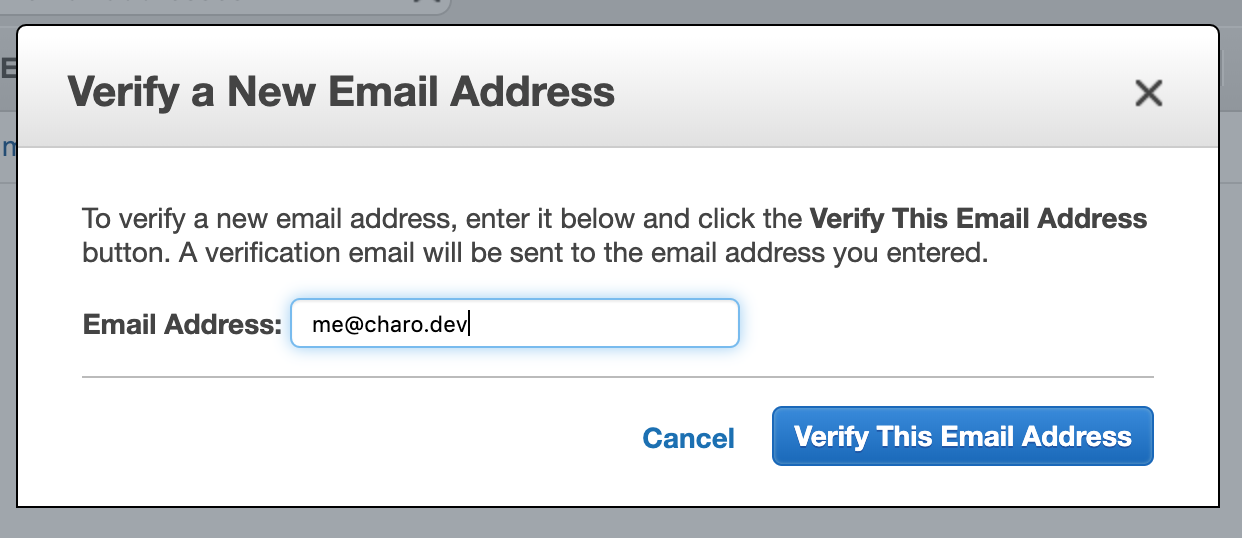 Verify a New Email Address
To verify a new email address, enter it below and click the Verify This Email Address
button. A verification email will be sent to the email address you entered.
Email Address: me@charo.dev
Cancel Verify This Email Address